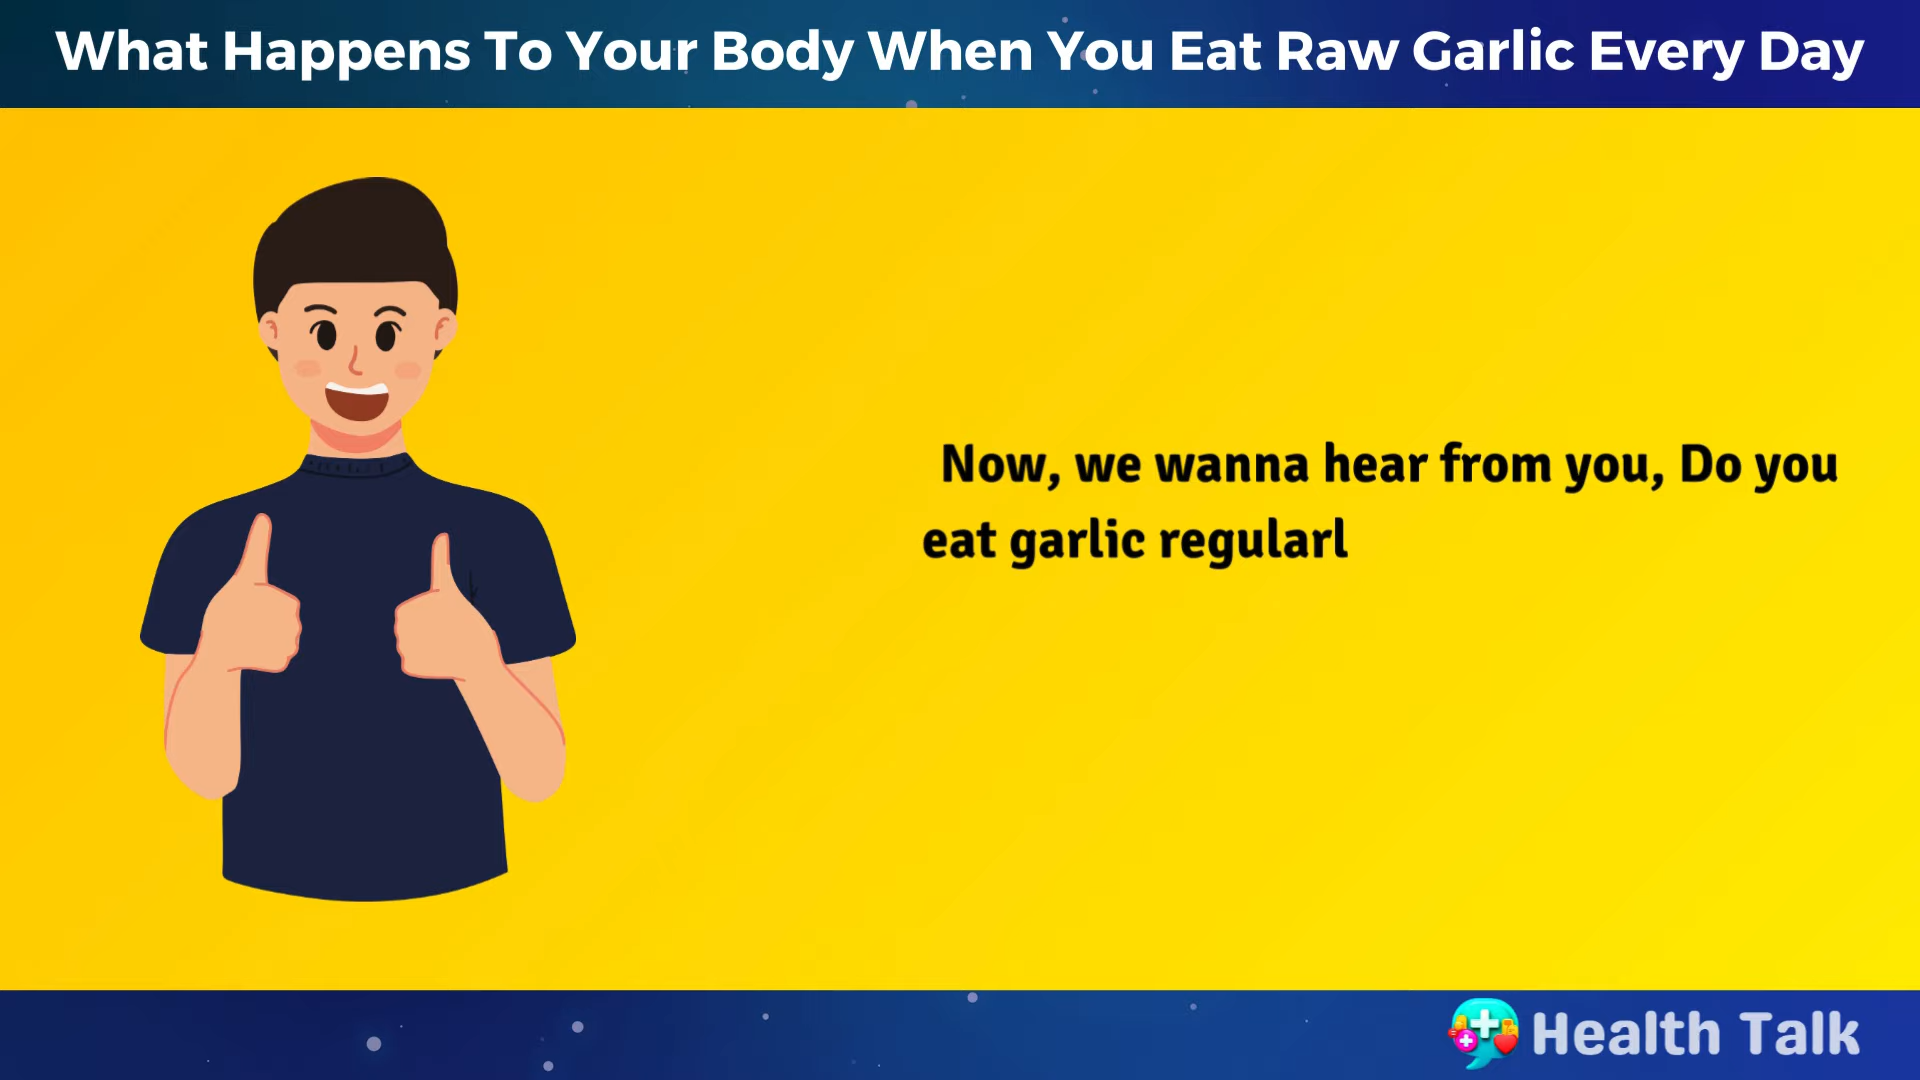 What Happens To Your Body When You Eat Raw Garlic Every Day
Now, we wanna hear from you, Do you
eat garlic regularl
Health Talk